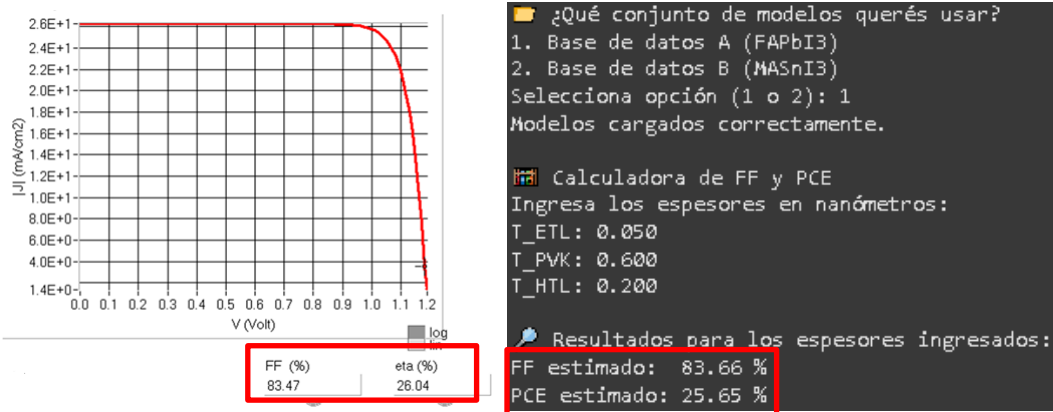 2.6E+1
2.4E+1
2.2E+1
2.0E+1
1.8E+1
1.6E+1
1.4E+1
1.2E+1
1.0E+1
8.0E+0
6.0E+0
4.0E+0
1.4E+0
|J| (mA/cm2)
0.0 0.1 0.2 0.3 0.4 0.5 0.6 0.7 0.8 0.9 1.0 1.1 1.2
V (Volt)
log
FF (%) eta (%)
83.47 26.04
¿Qué conjunto de modelos querés usar?
1. Base de datos A (FAPbI3)
2. Base de datos B (MASnI3)
Selecciona opción (1 o 2): 1
Modelos cargados correctamente.
Calculadora de FF y PCE
Ingresa los espesores en nanómetros:
T_ETL: 0.050
T_PVK: 0.600
T_HTL: 0.200
Resultados para los espesores ingresados:
FF estimado: 83.66 %
PCE estimado: 25.65 %